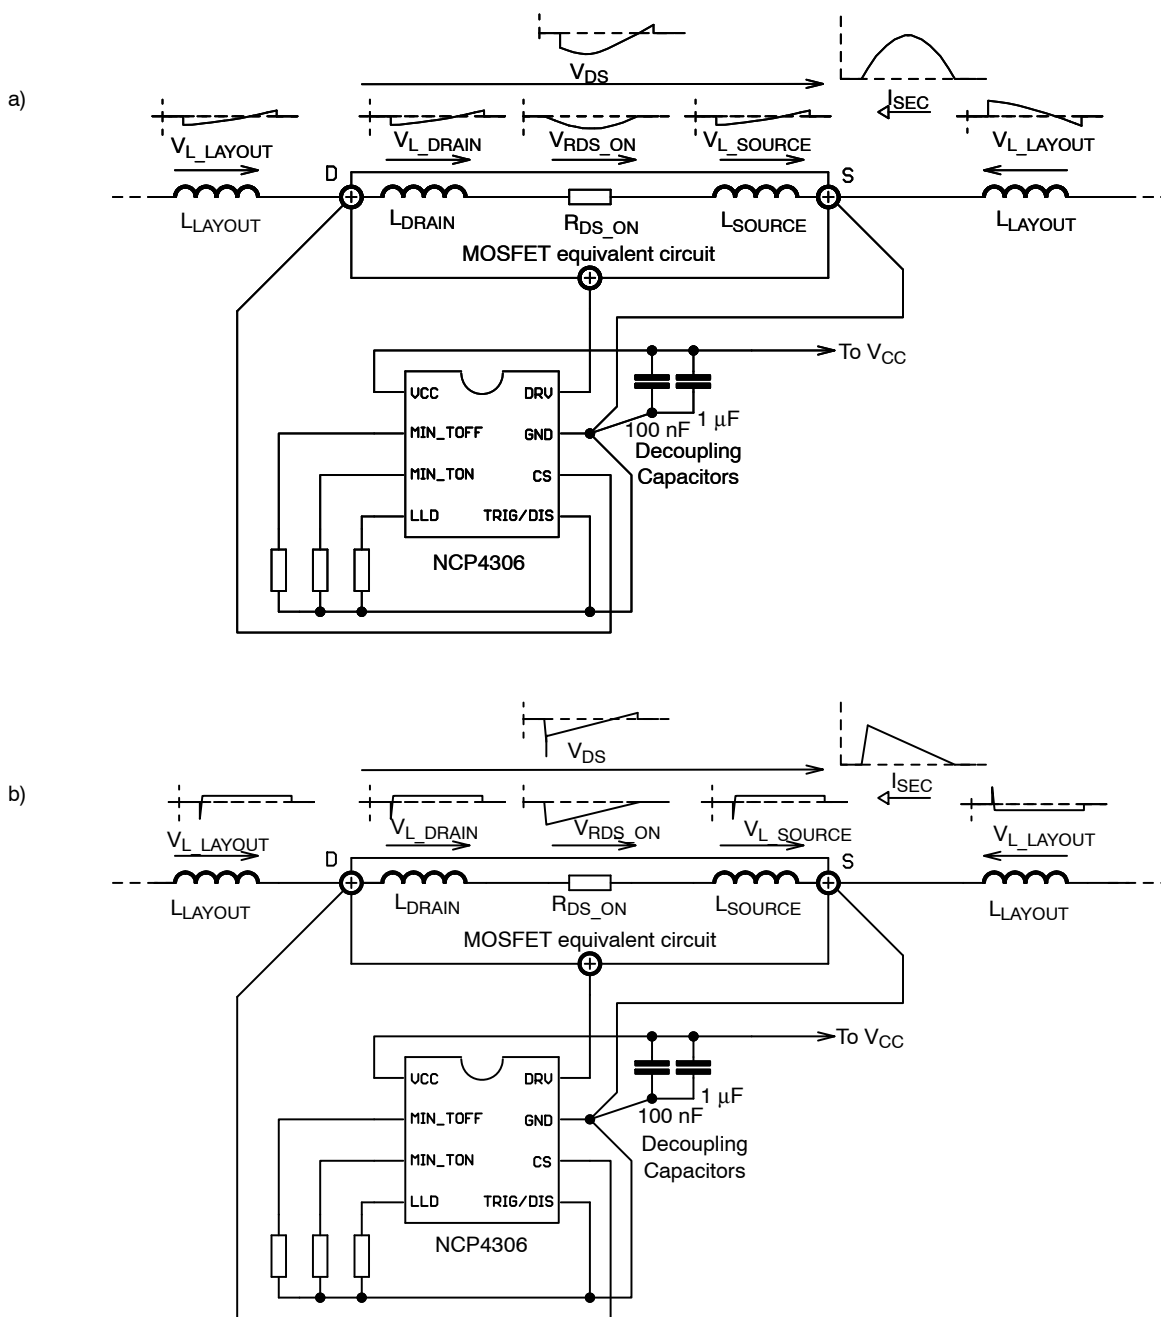 a)
V_DS
I_SEC
V_L_LAYOUT
V_L_DRAIN
V_RDS_ON
V_L_SOURCE
V_L_LAYOUT
D
S
L_LAYOUT
L_DRAIN
R_DS_ON
L_SOURCE
L_LAYOUT
MOSFET equivalent circuit
To V_CC
VCC
DRV
MIN_TOFF
GND
MIN_TON
CS
LLD
TRIG/DIS
NCP4306
100 nF
1 μF
Decoupling
Capacitors
b)
V_DS
I_SEC
V_L_LAYOUT
V_L_DRAIN
V_RDS_ON
V_L_SOURCE
V_L_LAYOUT
D
S
L_LAYOUT
L_DRAIN
R_DS_ON
L_SOURCE
L_LAYOUT
MOSFET equivalent circuit
To V_CC
VCC
DRV
MIN_TOFF
GND
MIN_TON
CS
LLD
TRIG/DIS
NCP4306
100 nF
1 μF
Decoupling
Capacitors